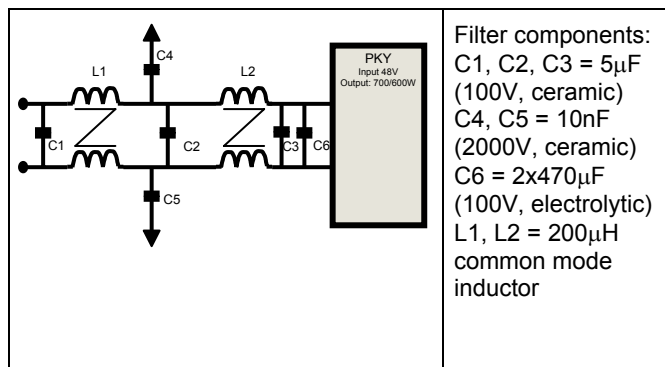 C4
L1
L2
C1
C2
C3
C6
C5
PKY
Input 48V
Output: 700/600W
Filter components:
C1, C2, C3 = 5μF
(100V, ceramic)
C4, C5 = 10nF
(2000V, ceramic)
C6 = 2x470μF
(100V, electrolytic)
L1, L2 = 200μH
common mode
inductor